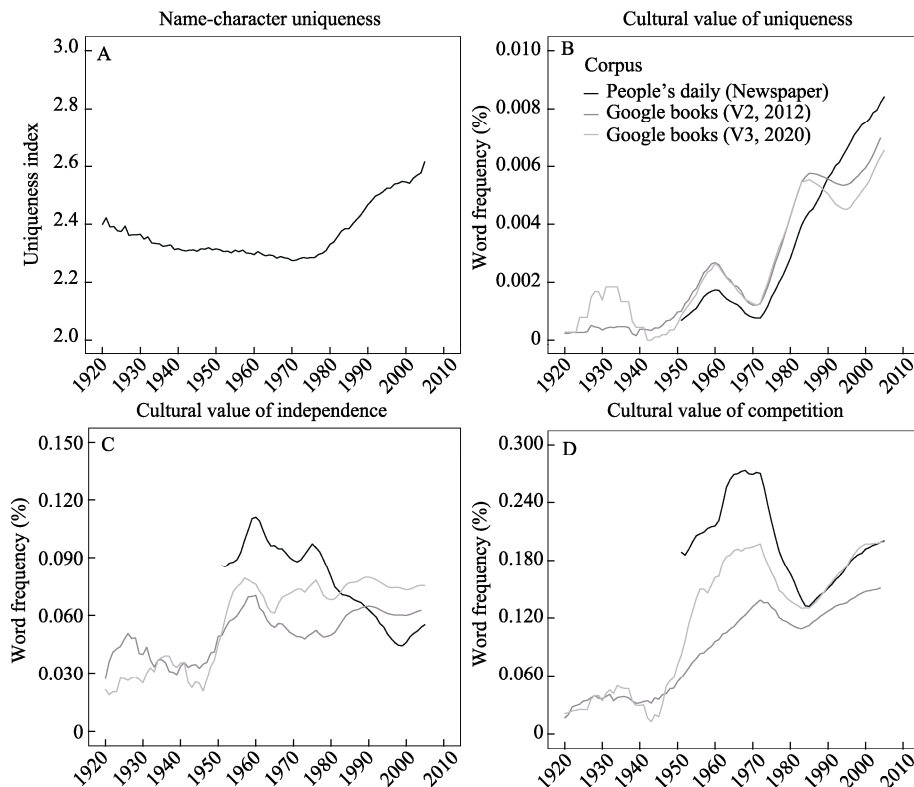 Name-character uniqueness
A
Uniqueness index
3.0
2.8
2.6
2.4
2.2
2.0
1920 1930 1940 1950 1960 1970 1980 1990 2000 2010
Cultural value of uniqueness
B
Word frequency (%)
0.010
0.008
0.006
0.004
0.002
0
Corpus
People's daily (Newspaper)
Google books (V2, 2012)
Google books (V3, 2020)
1920 1930 1940 1950 1960 1970 1980 1990 2000 2010
Cultural value of independence
C
Word frequency (%)
0.150
0.120
0.090
0.060
0.030
0
1920 1930 1940 1950 1960 1970 1980 1990 2000 2010
Cultural value of competition
D
Word frequency (%)
0.300
0.240
0.180
0.120
0.060
0
1920 1930 1940 1950 1960 1970 1980 1990 2000 2010